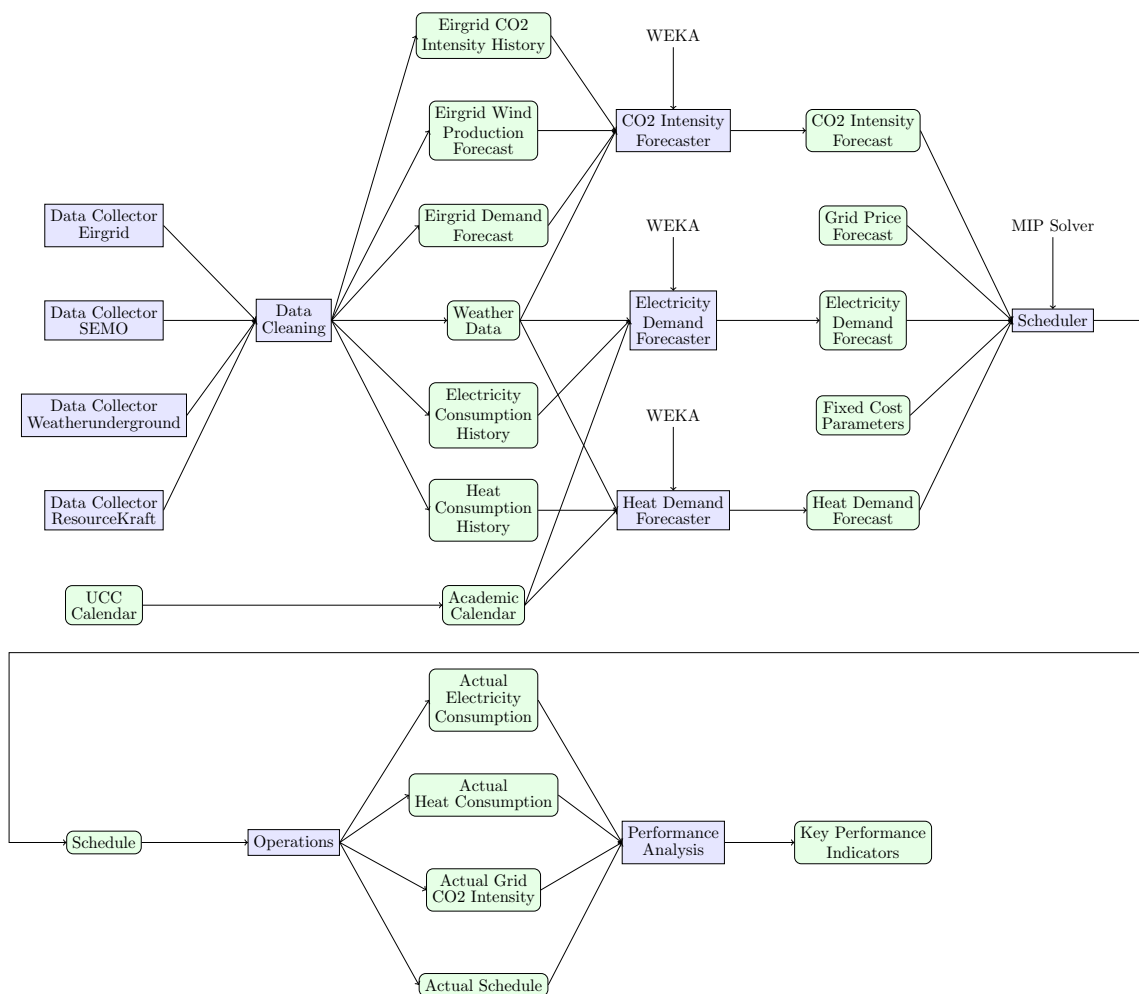 Eirgrid CO2
Intensity History
WEKA
Eirgrid Wind
Production
Forecast
CO2 Intensity
Forecaster
CO2 Intensity
Forecast
Data Collector
Eirgrid
Eirgrid Demand
Forecast
WEKA
Grid Price
Forecast
MIP Solver
Data Collector
SEMO
Data
Cleaning
Weather
Data
Electricity
Demand
Forecaster
Electricity
Demand
Forecast
Scheduler
Data Collector
Weatherunderground
Electricity
Consumption
History
WEKA
Fixed Cost
Parameters
Data Collector
ResourceKraft
Heat
Consumption
History
Heat Demand
Forecaster
Heat Demand
Forecast
UCC
Calendar
Academic
Calendar
Actual
Electricity
Consumption
Actual
Heat Consumption
Schedule
Operations
Performance
Analysis
Key Performance
Indicators
Actual Grid
CO2 Intensity
Actual Schedule